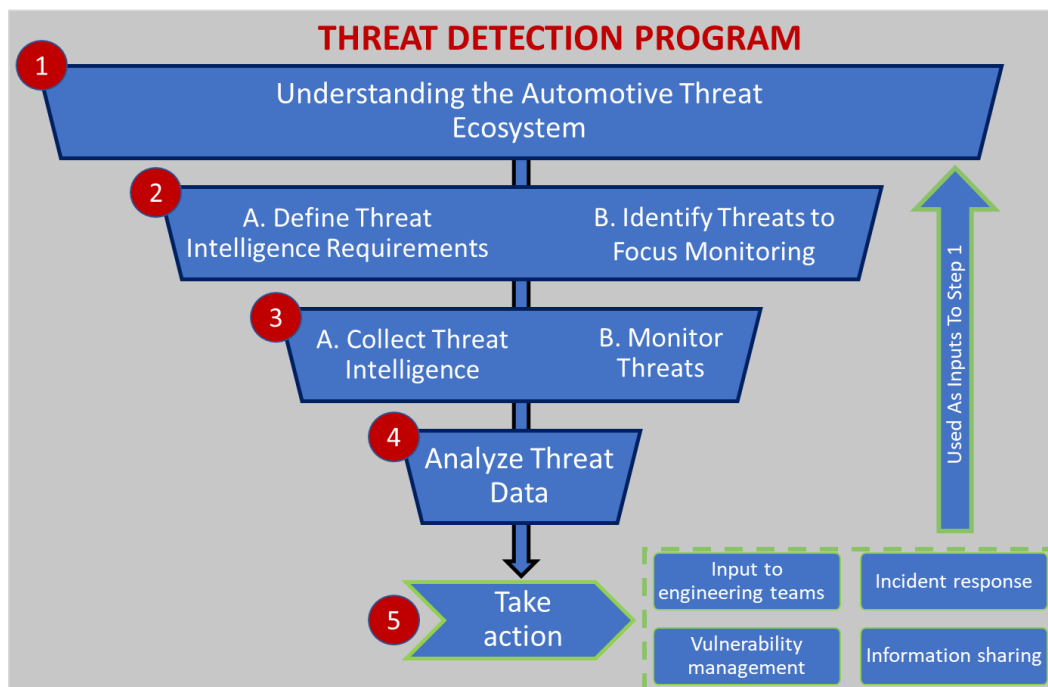 THREAT DETECTION PROGRAM
1
Understanding the Automotive Threat
Ecosystem
2
A. Define Threat
Intelligence Requirements
B. Identify Threats to
Focus Monitoring
3
A. Collect Threat
Intelligence
B. Monitor
Threats
4
Analyze Threat
Data
5
Take
action
Input to
engineering teams
Incident response
Vulnerability
management
Information sharing
Used As Inputs To Step 1